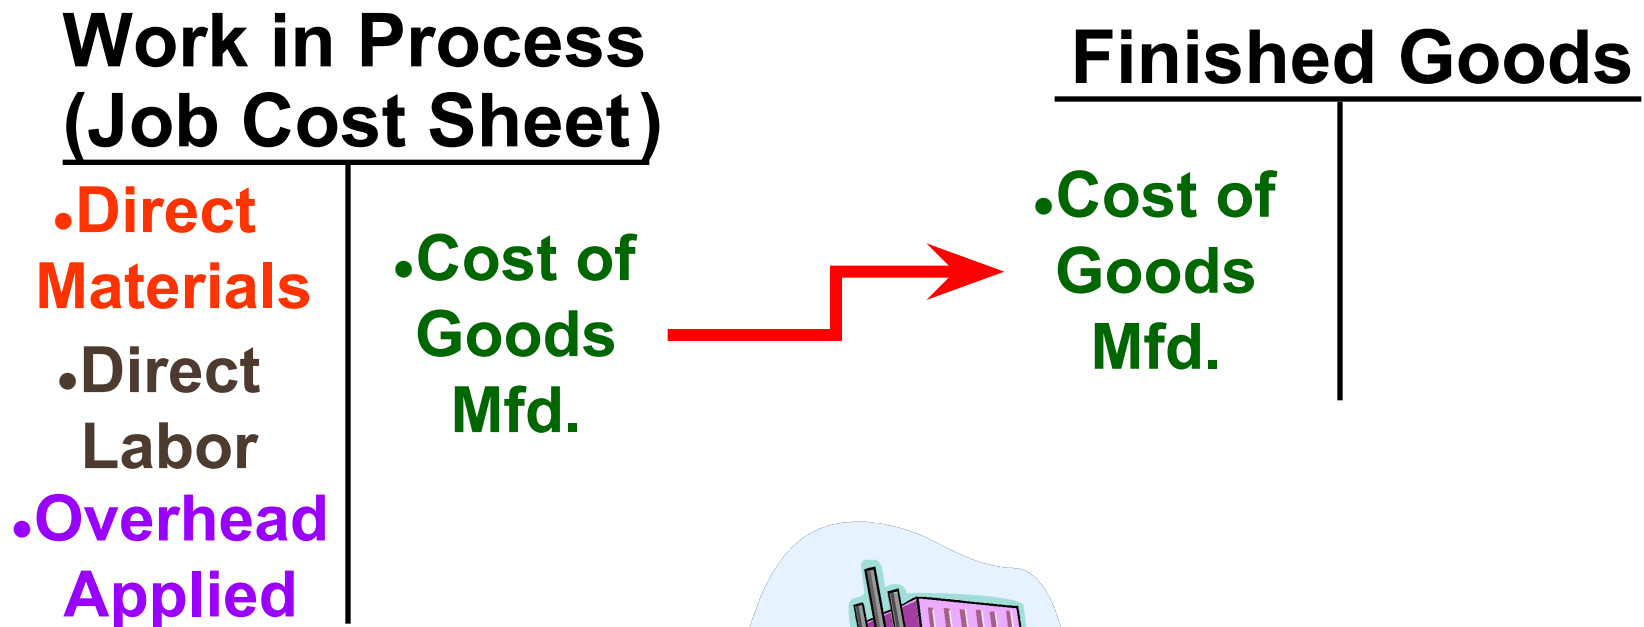 Work in Process
(Job Cost Sheet)
•Direct
Materials
•Direct
Labor
•Overhead
Applied
•Cost of
Goods
Mfd.
Finished Goods
•Cost of
Goods
Mfd.